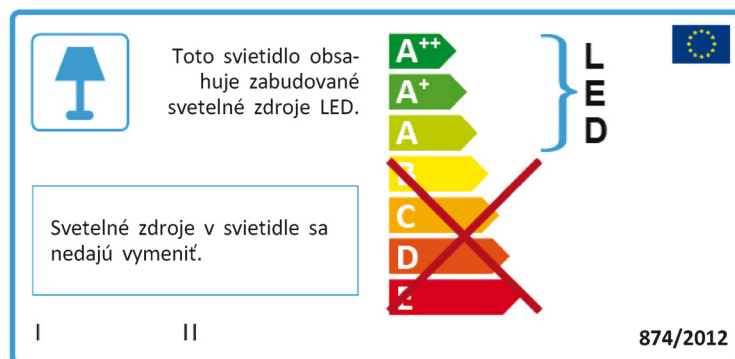 Toto svietidlo obsa-
huje zabudované
svetelné zdroje LED.
Svetelné zdroje v svietidle sa
nedajú vymeniť.
I II
A++
A+
A
B
C
D
E
L
E
D
874/2012